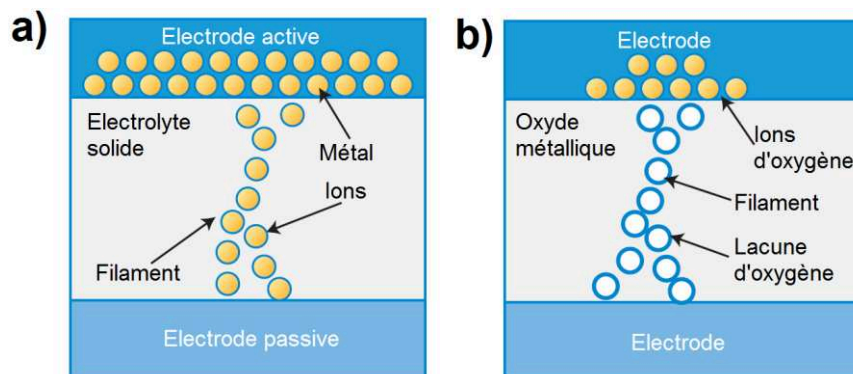 a)
Electrode active
Electrolyte
solide
Métal
Ions
Filament
Electrode passive
b)
Electrode
Oxyde
métallique
Ions
d'oxygène
Filament
Lacune
d'oxygène
Electrode